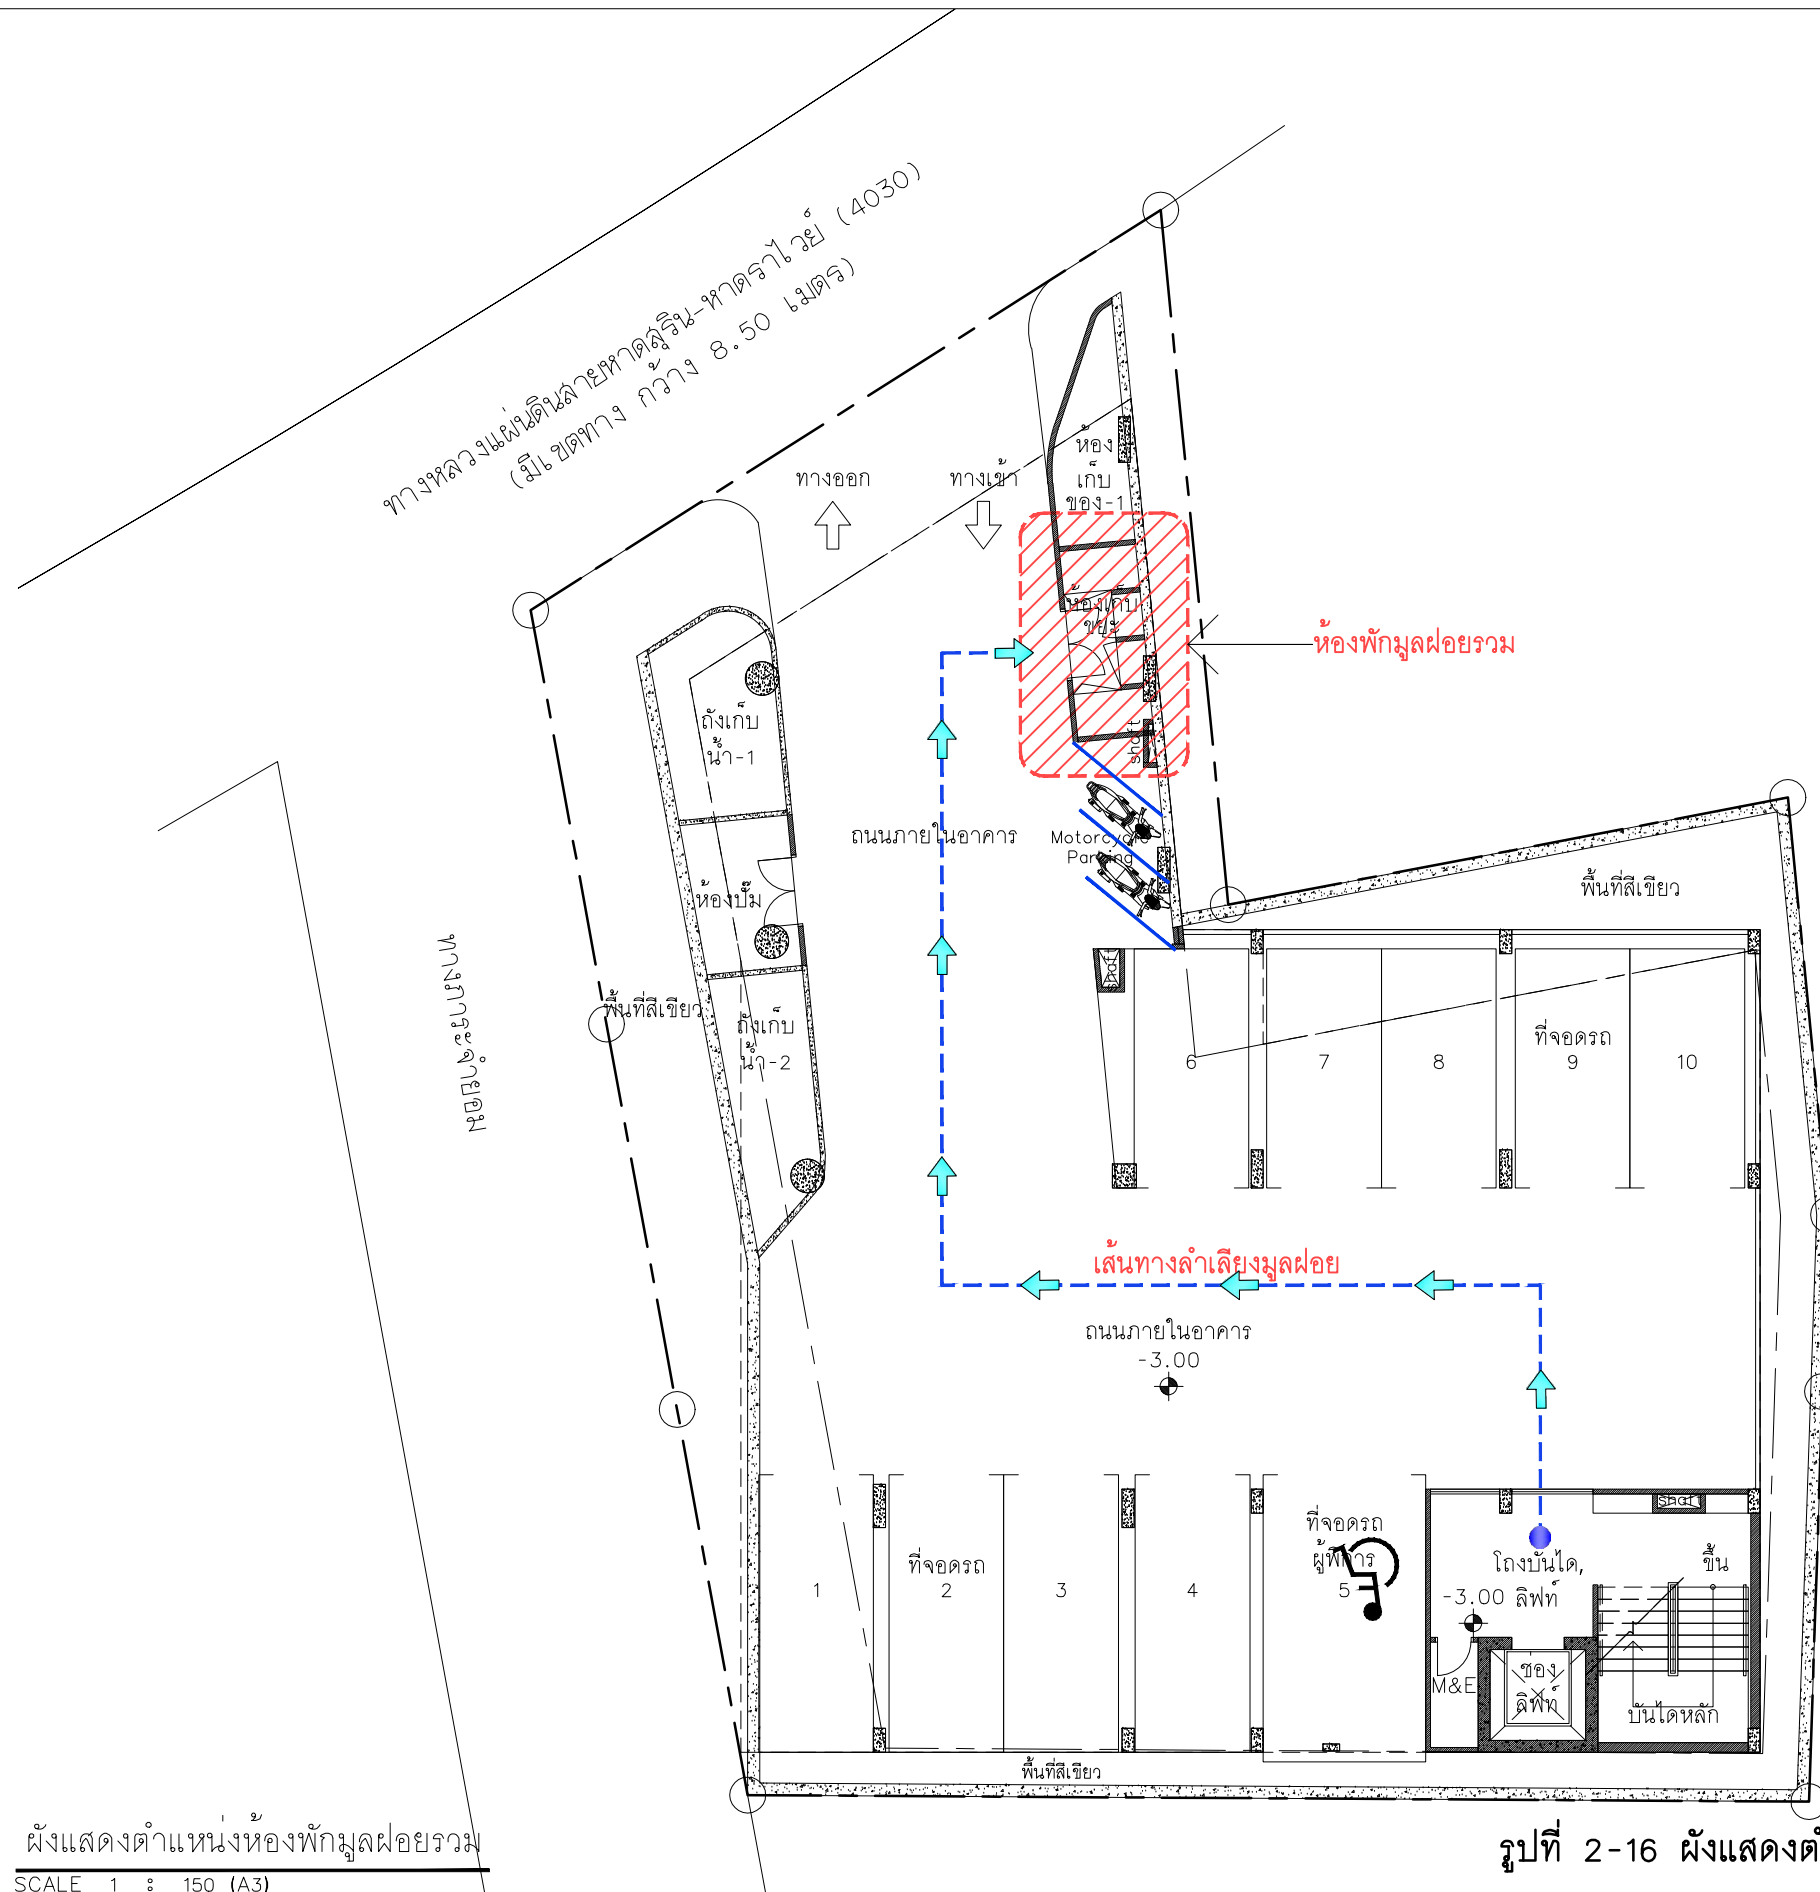 ทางหลวงแผ่นดินสายหาดสุริน-หาดราไวย์ (4030)
(มีเขตทาง กว้าง 8.50 เมตร)
ทางออก
ทางเข้า
ห้อง
เก็บ
ของ-1
ห้องเก็บ
ขยะ
ห้องพักมูลฝอยรวม
shaft
ถังเก็บ
น้ำ-1
ถนนภายในอาคาร
Motorcycle
Parking
พื้นที่สีเขียว
ห้องปั๊ม
ทางภาระจำยอม
พื้นที่สีเขียว
ถังเก็บ
น้ำ-2
shaft
6
7
8
ที่จอดรถ
9
10
เส้นทางลำเลียงมูลฝอย
ถนนภายในอาคาร
-3.00
shaft
1
ที่จอดรถ
2
3
4
ที่จอดรถ
ผู้พิการ
5
โถงบันได,
ลิฟท์
-3.00
ขึ้น
M&E
ช่อง
ลิฟท์
บันไดหลัก
พื้นที่สีเขียว
ผังแสดงตำแหน่งห้องพักมูลฝอยรวม
SCALE 1 : 150 (A3)
รูปที่ 2-16 ผังแสดงตำ